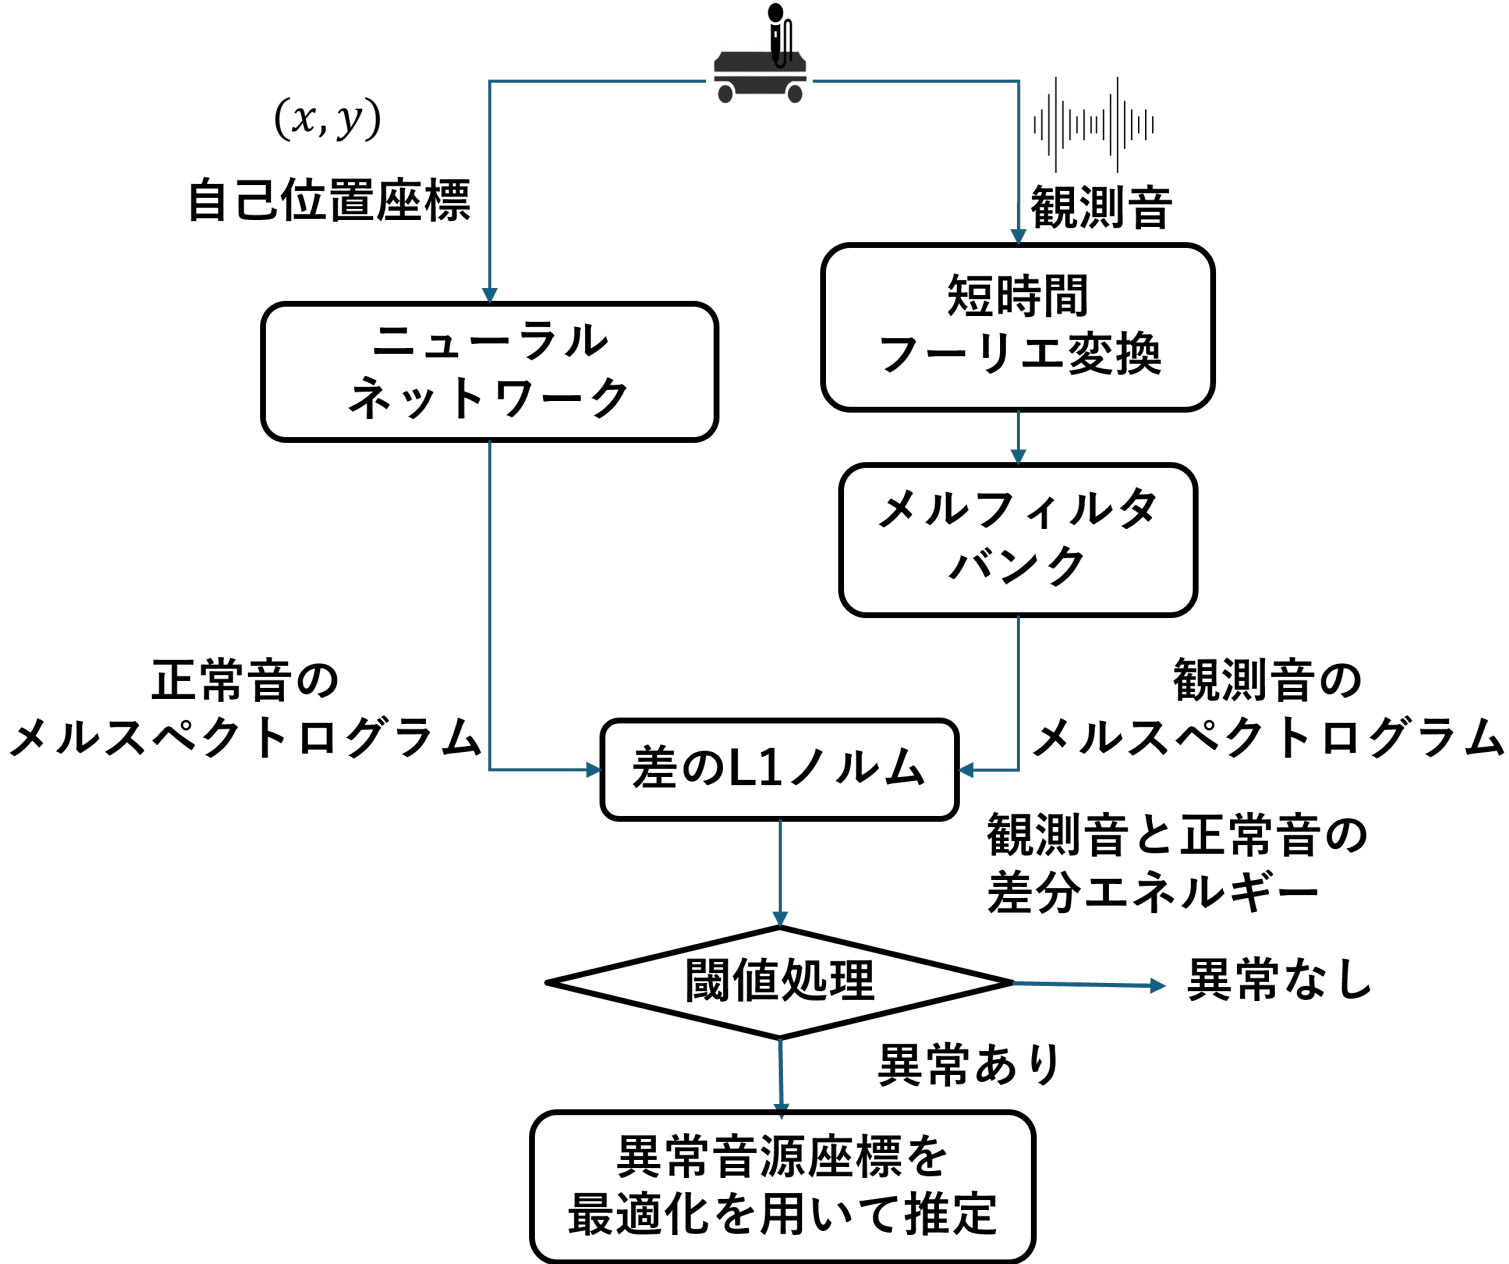 (x, y)
自己位置座標
観測音
短時間
フーリエ変換
ニューラル
ネットワーク
メルフィルタ
バンク
正常音の
メルスペクトログラム
観測音の
メルスペクトログラム
差のL1ノルム
観測音と正常音の
差分エネルギー
閾値処理
異常なし
異常あり
異常音源座標を
最適化を用いて推定